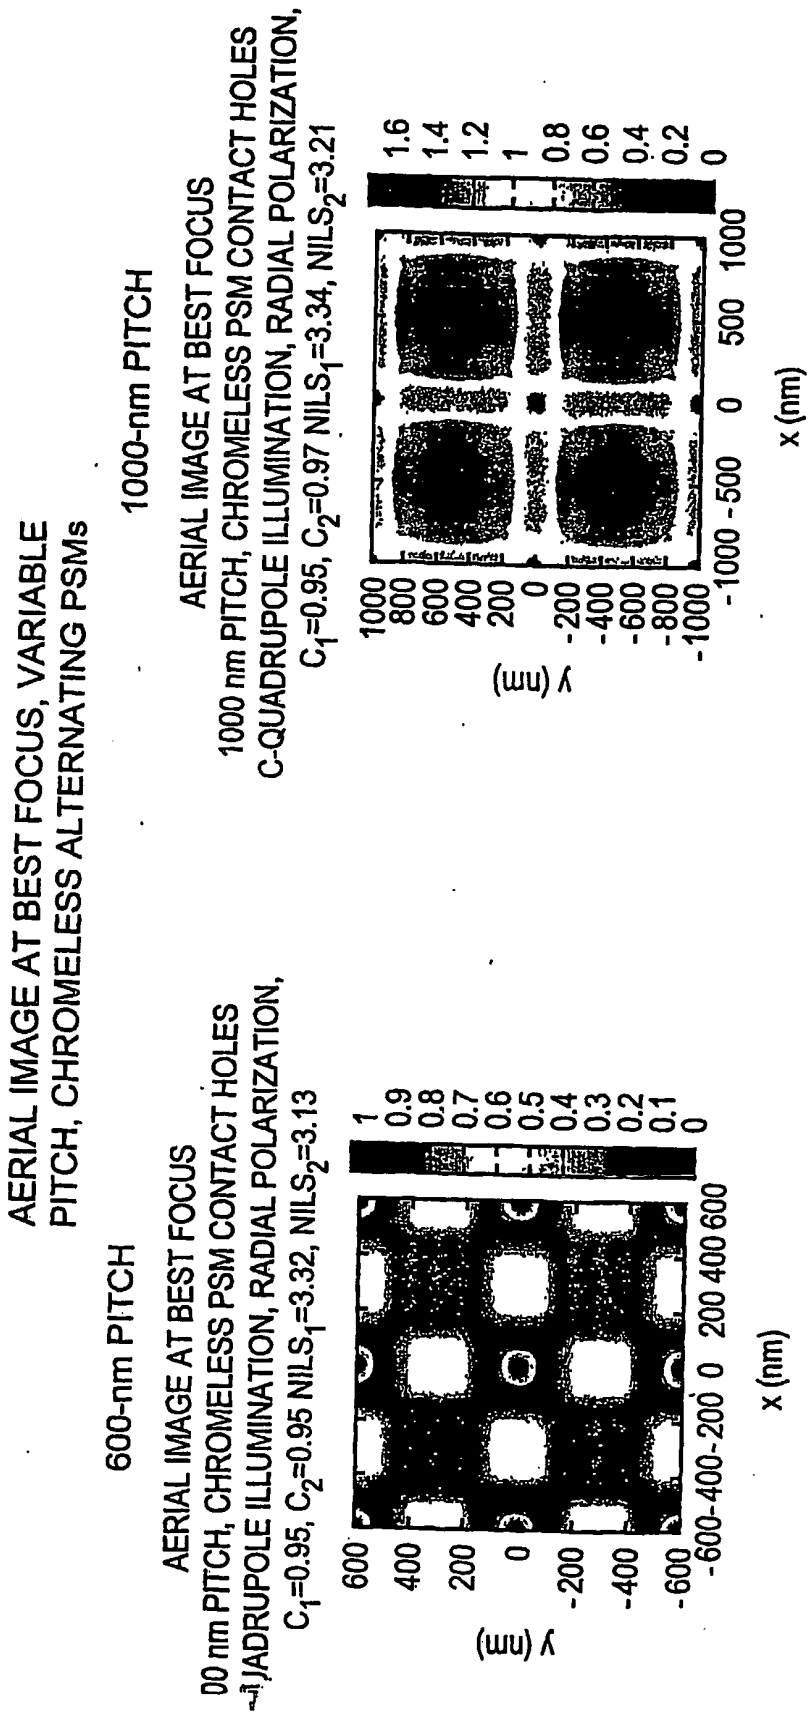 AERIAL IMAGE AT BEST FOCUS, VARIABLE
PITCH, CHROMELESS ALTERNATING PSMs
600-nm PITCH
AERIAL IMAGE AT BEST FOCUS
00 nm PITCH, CHROMELESS PSM CONTACT HOLES
JADRUPOLE ILLUMINATION, RADIAL POLARIZATION,
C1=0.95, C2=0.95 NILS1=3.32, NILS2=3.13
600
400
200
0
-200
-400
-600
y (nm)
-600-400-200 0 200 400 600
x (nm)
1
0.9
0.8
0.7
0.6
0.5
0.4
0.3
0.2
0.1
0
1000-nm PITCH
AERIAL IMAGE AT BEST FOCUS
1000 nm PITCH, CHROMELESS PSM CONTACT HOLES
C-QUADRUPOLE ILLUMINATION, RADIAL POLARIZATION,
C1=0.95, C2=0.97 NILS1=3.34, NILS2=3.21
1000
800
600
400
200
0
-200
-400
-600
-800
-1000
y (nm)
-1000 -500 0 500 1000
x (nm)
1.6
1.4
1.2
1
0.8
0.6
0.4
0.2
0